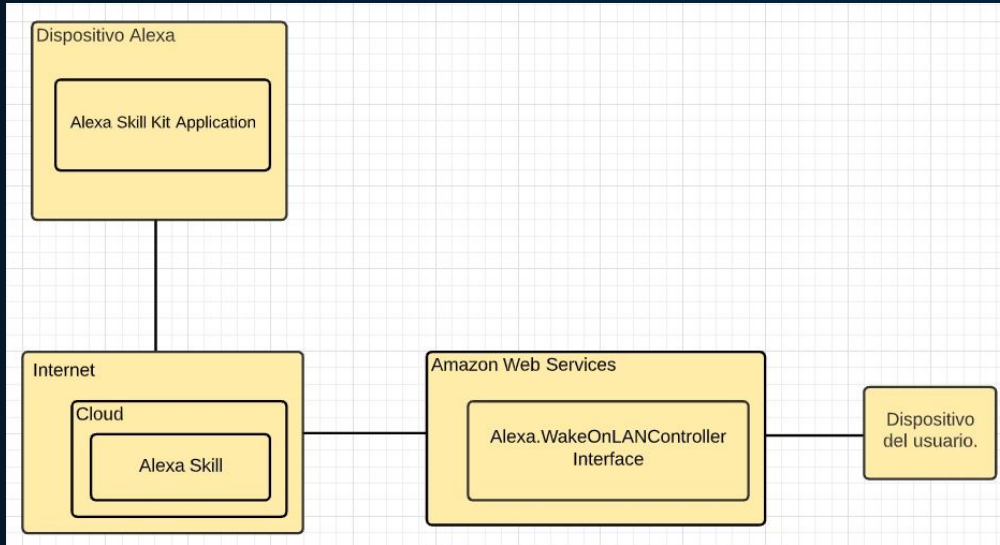 Dispositivo Alexa
Alexa Skill Kit Application
Internet
Cloud
Alexa Skill
Amazon Web Services
Alexa.WakeOnLANController
Interface
Dispositivo
del usuario.